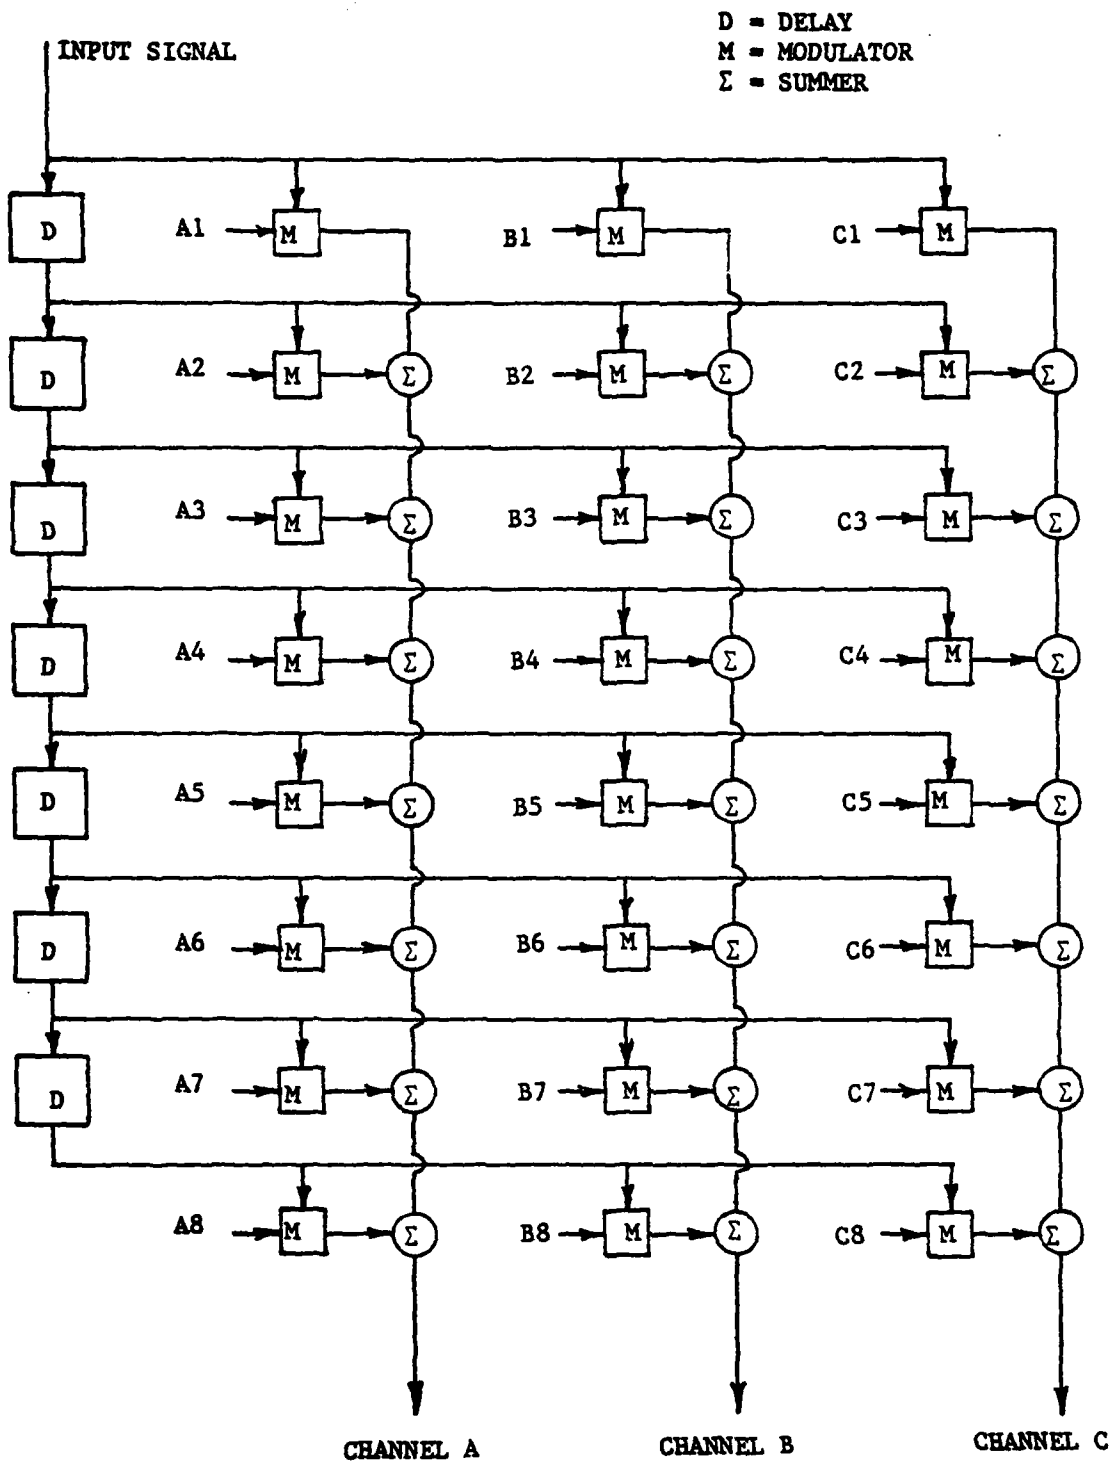 D = DELAY
M = MODULATOR
Σ = SUMMER
INPUT SIGNAL
D A1 M B1 M C1 M
D A2 M Σ B2 M Σ C2 M Σ
D A3 M Σ B3 M Σ C3 M Σ
D A4 M Σ B4 M Σ C4 M Σ
D A5 M Σ B5 M Σ C5 M Σ
D A6 M Σ B6 M Σ C6 M Σ
D A7 M Σ B7 M Σ C7 M Σ
A8 M Σ B8 M Σ C8 M Σ
CHANNEL A CHANNEL B CHANNEL C